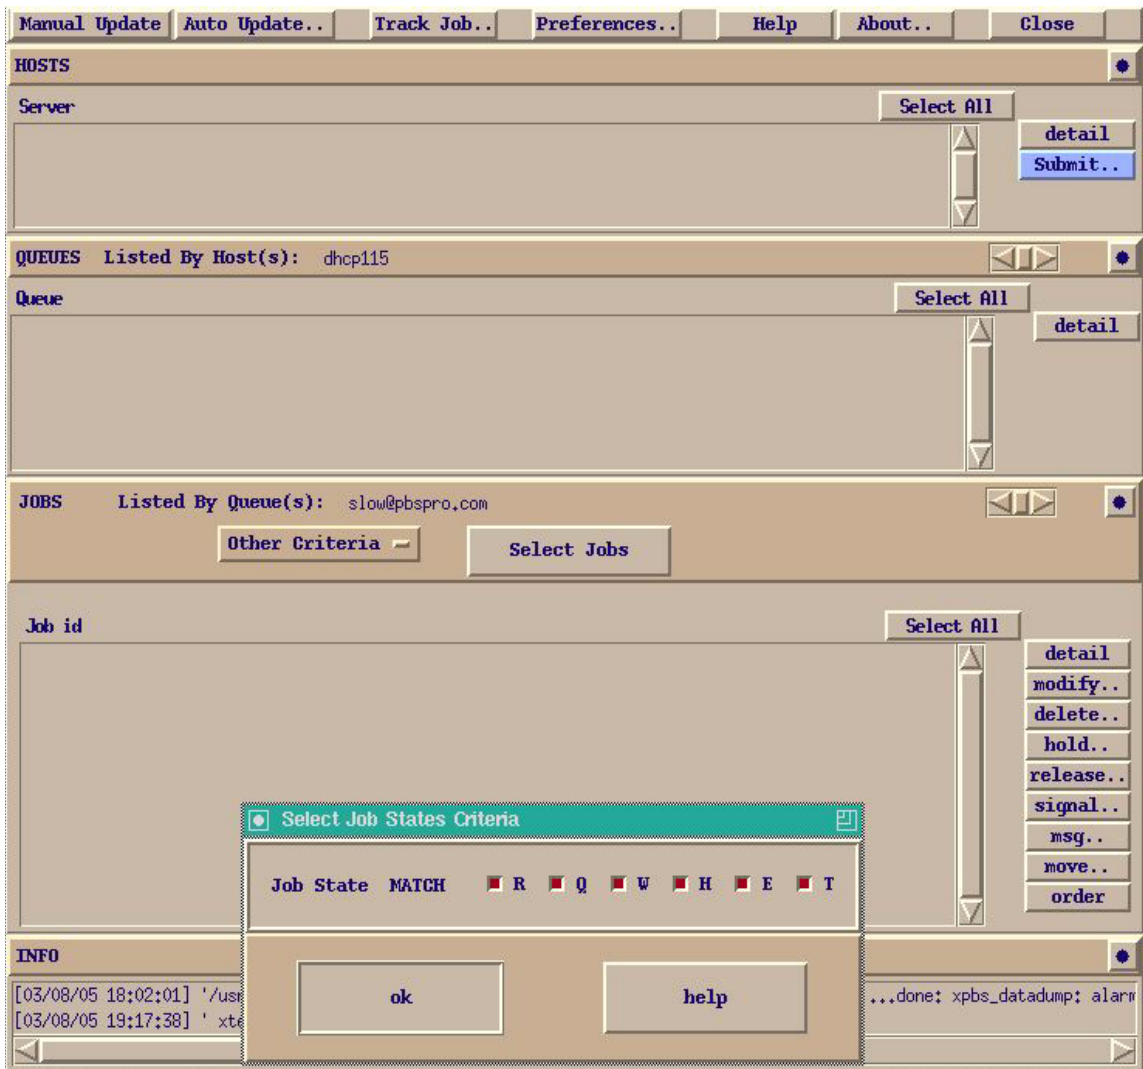 Manual Update Auto Update.. Track Job.. Preferences.. Help About.. Close
HOSTS
Server Select All
detail
Submit..
QUEUES Listed By Host(s): dhcp115
Queue Select All
detail
JOBS Listed By Queue(s): slow@pbspro.com
Other Criteria Select Jobs
Job id Select All
detail
modify..
delete..
hold..
release..
signal..
msg..
move..
order
Select Job States Criteria
Job State MATCH R Q W H E T
ok help
INFO
[03/08/05 18:02:01] '/usr ...done: xpbs_datadump: alarm
[03/08/05 19:17:38] ' xte